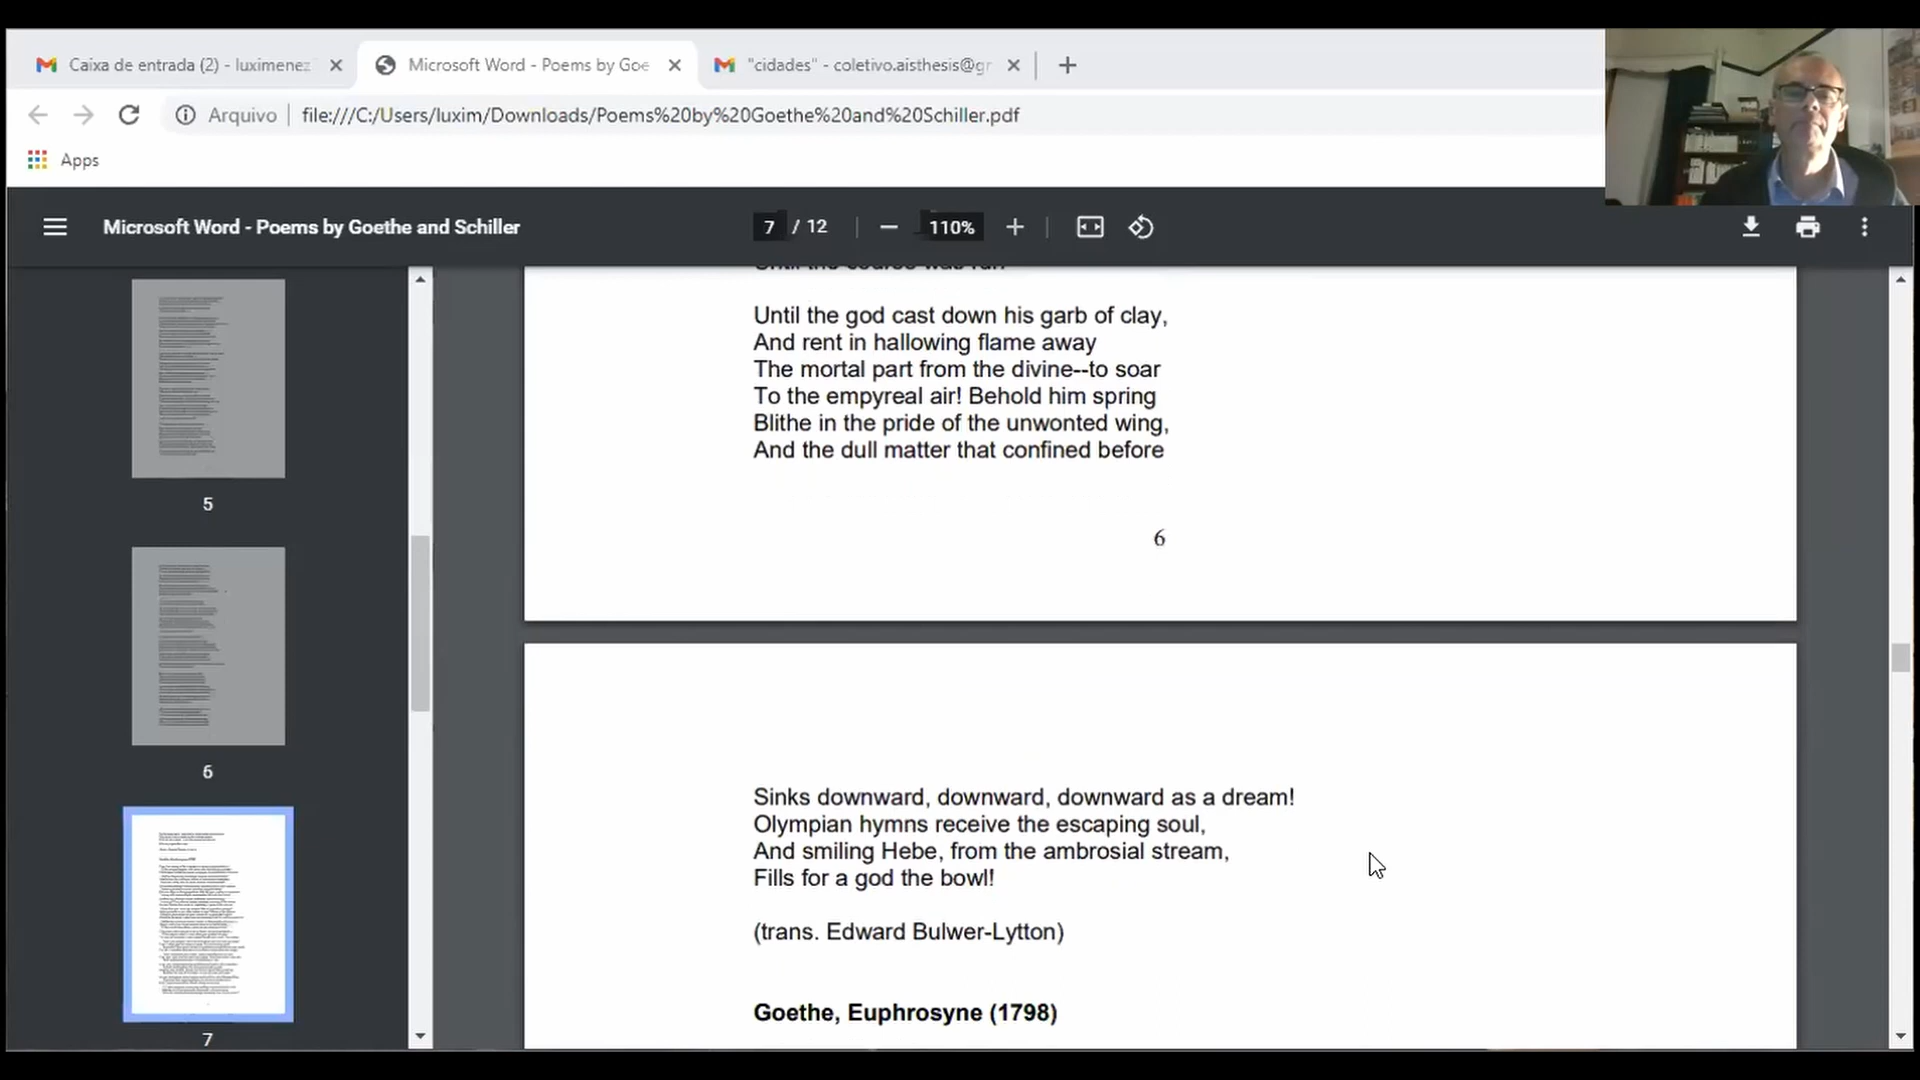 Caixa de entrada (2) - luximenez
Microsoft Word - Poems by Goe
"cidades" - coletivo.aisthesis@gr
Arquivo
file:///C:/Users/luxim/Downloads/Poems%20by%20Goethe%20and%20Schiller.pdf
Apps
Microsoft Word - Poems by Goethe and Schiller
7 / 12
110%
Until the course was run
Until the god cast down his garb of clay,
And rent in hallowing flame away
The mortal part from the divine--to soar
To the empyreal air! Behold him spring
Blithe in the pride of the unwonted wing,
And the dull matter that confined before
6
Sinks downward, downward, downward as a dream!
Olympian hymns receive the escaping soul,
And smiling Hebe, from the ambrosial stream,
Fills for a god the bowl!
(trans. Edward Bulwer-Lytton)
Goethe, Euphrosyne (1798)
5
6
7